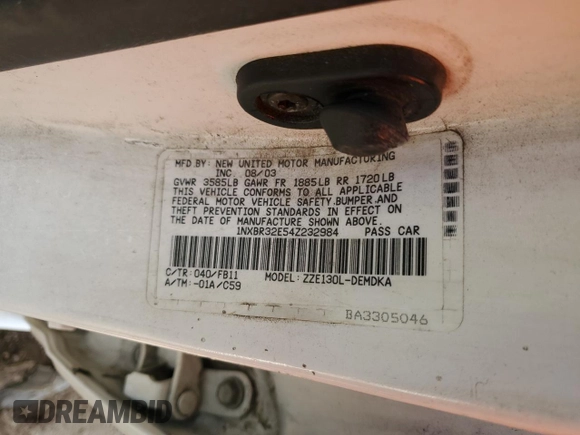 MFD.BY: NEW UNITED MOTOR MANUFACTURING
INC. 08/03
GVWR 3585LB GAWR FR 1885LB RR 1720LB
THIS VEHICLE CONFORMS TO ALL APPLICABLE
FEDERAL MOTOR VEHICLE SAFETY,BUMPER,AND
THEFT PREVENTION STANDARDS IN EFFECT ON
THE DATE OF MANUFACTURE SHOWN ABOVE.
1NXBR32E54Z232984 PASS CAR
C/TR: 040/FB11 MODEL: ZZE130L-DEMDKA
A/TM: -01A/C59
BA3305046
DREAMBID